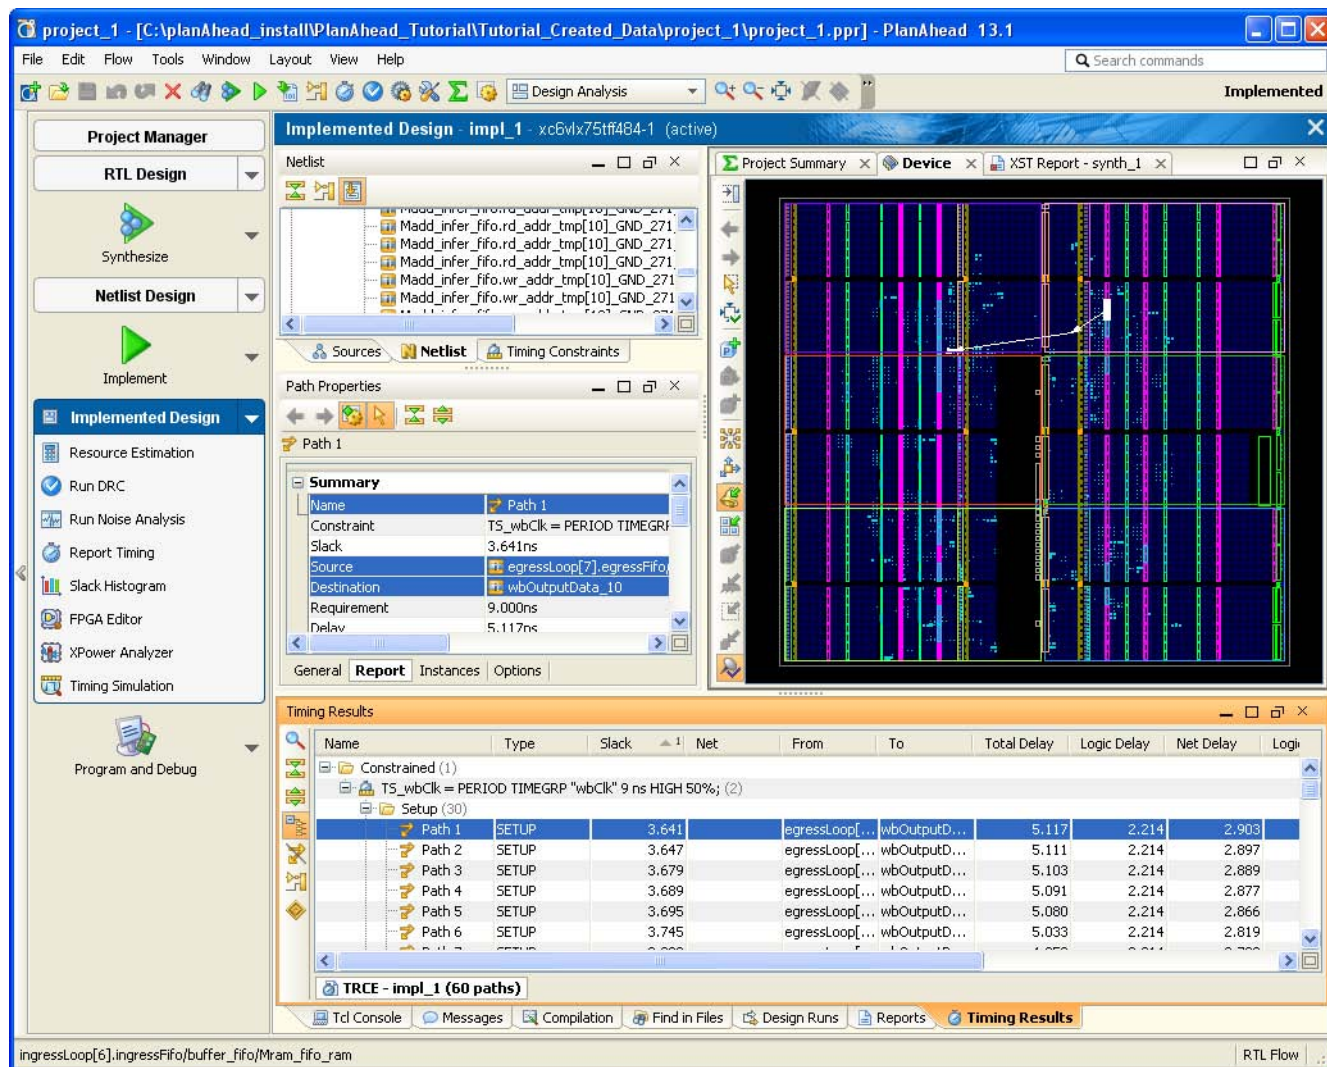 project_1 - [C:\planAhead_install\PlanAhead_Tutorial\Tutorial_Created_Data\project_1\project_1.ppr] - PlanAhead 13.1
File Edit Flow Tools Window Layout View Help
Search commands
Design Analysis
Implemented
Project Manager
RTL Design
Synthesize
Netlist Design
Implement
Implemented Design
Resource Estimation
Run DRC
Run Noise Analysis
Report Timing
Slack Histogram
FPGA Editor
XPower Analyzer
Timing Simulation
Program and Debug
Implemented Design - impl_1 - xc6vlx75tff484-1 (active)
Netlist
Madd_infer_fifo.rd_addr_tmp[10]_GND_271
Madd_infer_fifo.rd_addr_tmp[10]_GND_271
Madd_infer_fifo.rd_addr_tmp[10]_GND_271
Madd_infer_fifo.wr_addr_tmp[10]_GND_271
Madd_infer_fifo.wr_addr_tmp[10]_GND_271
Sources Netlist Timing Constraints
Path Properties
Path 1
Summary
Name Path 1
Constraint TS_wbClk = PERIOD TIMEGRP
Slack 3.641ns
Source egressLoop[7].egressFifo
Destination wbOutputData_10
Requirement 9.000ns
Delay 5.117ns
General Report Instances Options
Project Summary Device XST Report - synth_1
Timing Results
Name Type Slack 1 Net From To Total Delay Logic Delay Net Delay Logi
Constrained (1)
TS_wbClk = PERIOD TIMEGRP "wbClk" 9 ns HIGH 50%; (2)
Setup (30)
Path 1 SETUP 3.641 egressLoop[... wbOutputD... 5.117 2.214 2.903
Path 2 SETUP 3.647 egressLoop[... wbOutputD... 5.111 2.214 2.897
Path 3 SETUP 3.679 egressLoop[... wbOutputD... 5.103 2.214 2.889
Path 4 SETUP 3.689 egressLoop[... wbOutputD... 5.091 2.214 2.877
Path 5 SETUP 3.695 egressLoop[... wbOutputD... 5.080 2.214 2.866
Path 6 SETUP 3.745 egressLoop[... wbOutputD... 5.033 2.214 2.819
TRCE - impl_1 (60 paths)
Tcl Console Messages Compilation Find in Files Design Runs Reports Timing Results
ingressLoop[6].ingressFifo/buffer_fifo/Mram_fifo_ram
RTL Flow